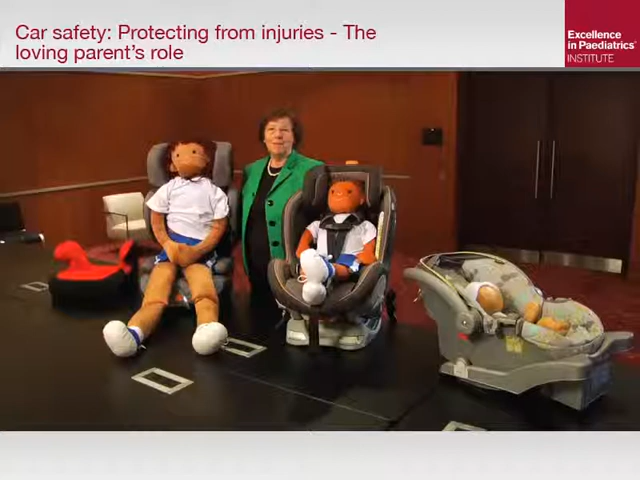 Car safety: Protecting from injuries - The
loving parent's role
Excellence
in Paediatrics
INSTITUTE